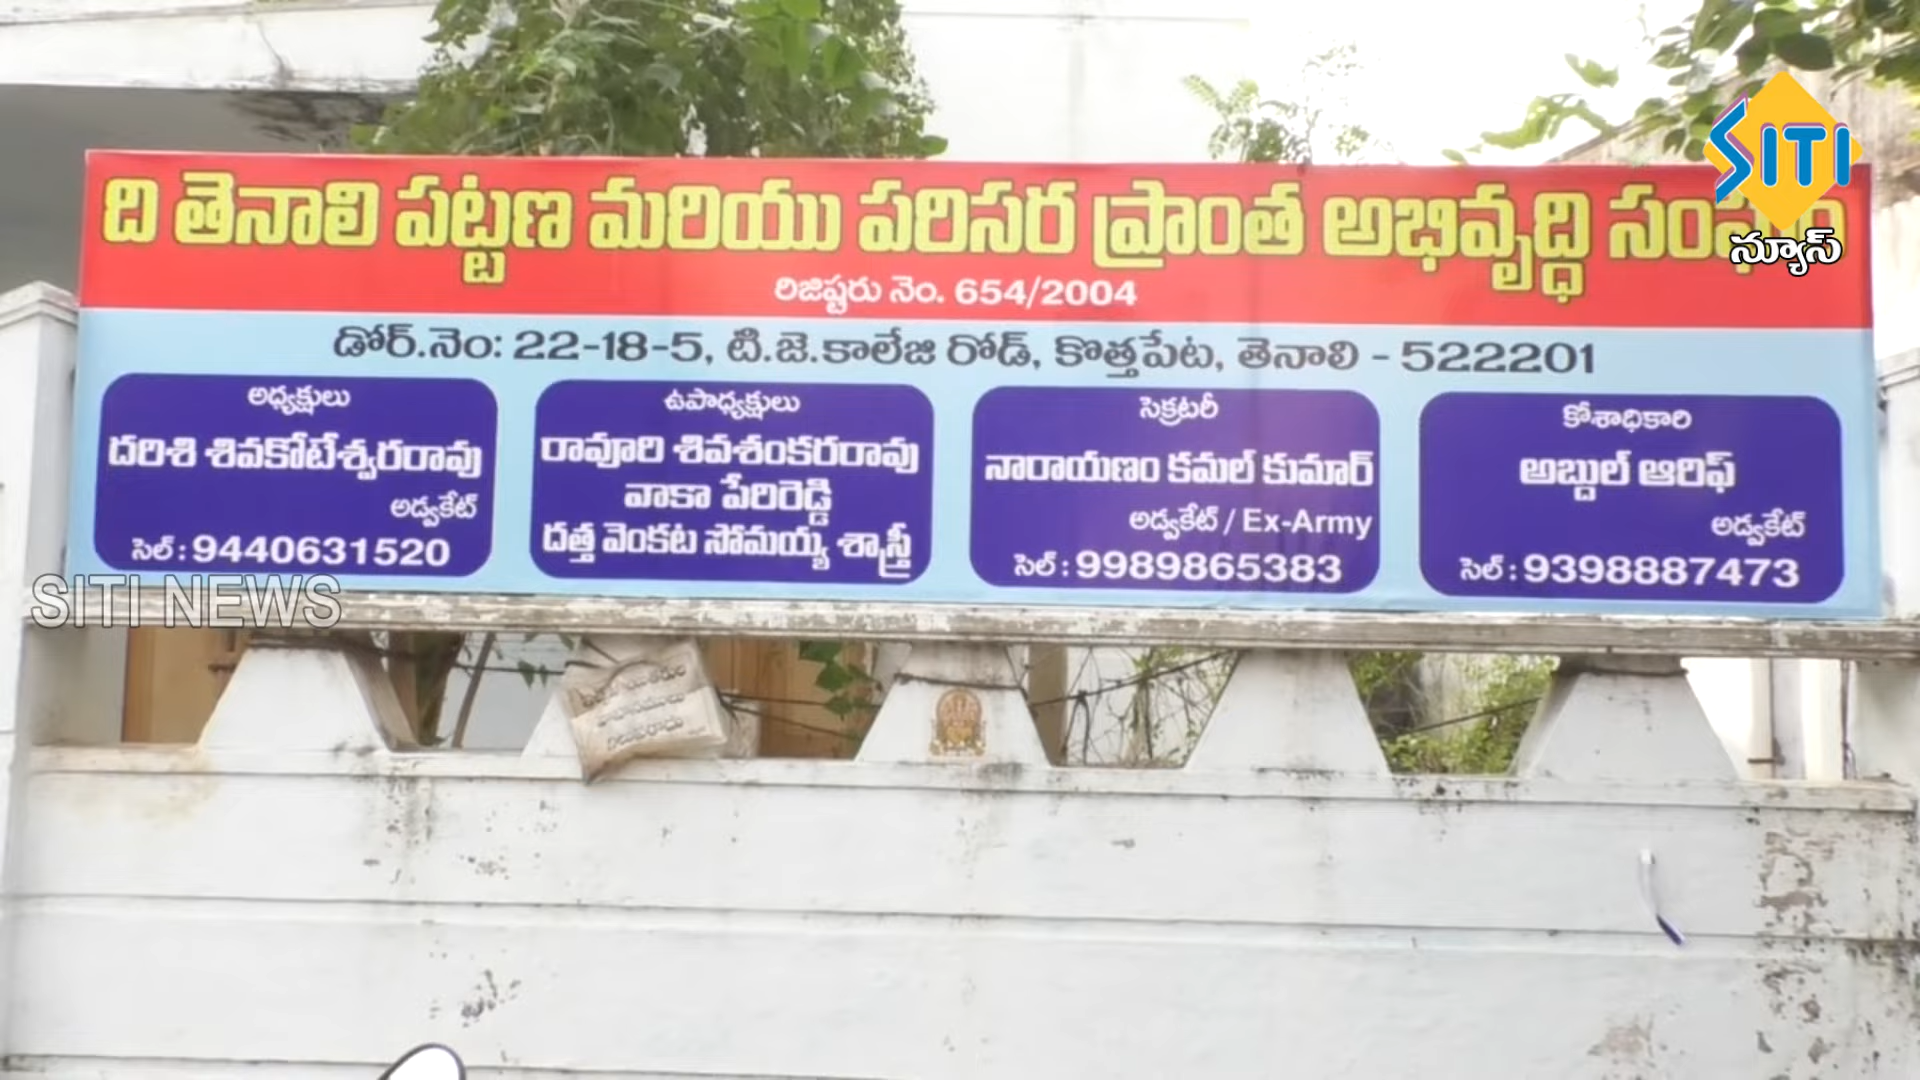 ది తెనాలి పట్టణ మరియు పరిసర ప్రాంత అభివృద్ధి సంఘం
SITI
న్యూస్
రిజిష్టరు నెం. 654/2004
డోర్.నెం: 22-18-5, టి.జె.కాలేజి రోడ్, కొత్తపేట, తెనాలి - 522201
అధ్యక్షులు
దరిశి శివకోటేశ్వరరావు
అడ్వకేట్
సెల్ : 9440631520
ఉపాధ్యక్షులు
రావూరి శివశంకరరావు
వాకా పేరిరెడ్డి
దత్త వెంకట సోమయ్య శాస్త్రీ
సెక్రటరీ
నారాయణం కమల్ కుమార్
అడ్వకేట్ / Ex-Army
సెల్ : 9989865383
కోశాధికారి
అబ్దుల్ ఆరిఫ్
అడ్వకేట్
సెల్ : 9398887473
SITI NEWS